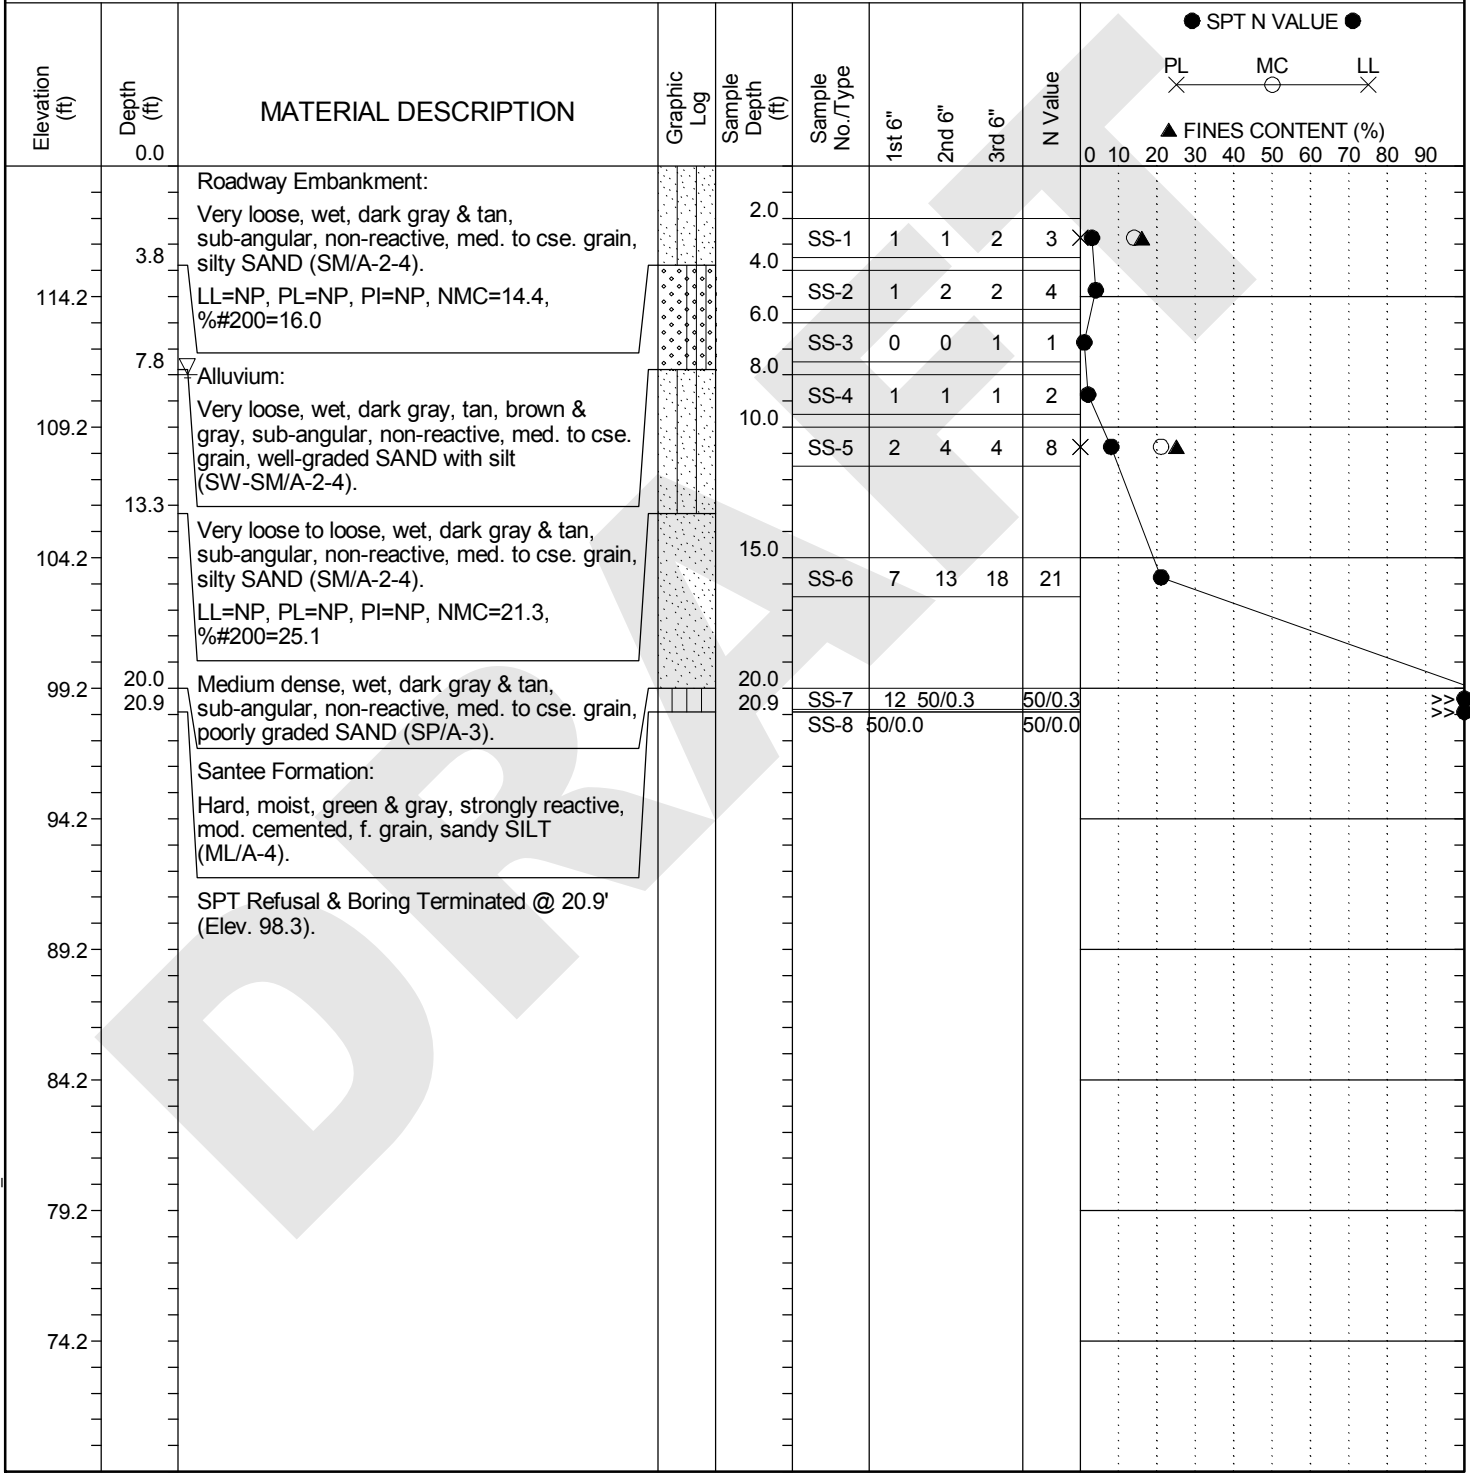 ● SPT N VALUE ●
PL MC LL
▲ FINES CONTENT (%)
0 10 20 30 40 50 60 70 80 90
Elevation
(ft)
Depth
(ft)
0.0
MATERIAL DESCRIPTION
Graphic
Log
Sample
Depth
(ft)
Sample
No./Type
1st 6"
2nd 6"
3rd 6"
N Value
Roadway Embankment:
Very loose, wet, dark gray & tan,
sub-angular, non-reactive, med. to cse. grain,
silty SAND (SM/A-2-4).
LL=NP, PL=NP, PI=NP, NMC=14.4,
%#200=16.0
Alluvium:
Very loose, wet, dark gray, tan, brown &
gray, sub-angular, non-reactive, med. to cse.
grain, well-graded SAND with silt
(SW-SM/A-2-4).
Very loose to loose, wet, dark gray & tan,
sub-angular, non-reactive, med. to cse. grain,
silty SAND (SM/A-2-4).
LL=NP, PL=NP, PI=NP, NMC=21.3,
%#200=25.1
Medium dense, wet, dark gray & tan,
sub-angular, non-reactive, med. to cse. grain,
poorly graded SAND (SP/A-3).
Santee Formation:
Hard, moist, green & gray, strongly reactive,
mod. cemented, f. grain, sandy SILT
(ML/A-4).
SPT Refusal & Boring Terminated @ 20.9'
(Elev. 98.3).
114.2
109.2
104.2
99.2
94.2
89.2
84.2
79.2
74.2
3.8
7.8
13.3
20.0
20.9
2.0
4.0
6.0
8.0
10.0
15.0
20.0
20.9
SS-1 1 1 2 3
SS-2 1 2 2 4
SS-3 0 0 1 1
SS-4 1 1 1 2
SS-5 2 4 4 8
SS-6 7 13 18 21
SS-7 12 50/0.3 50/0.3 >>
SS-8 50/0.0 50/0.0 >>
DRAFT